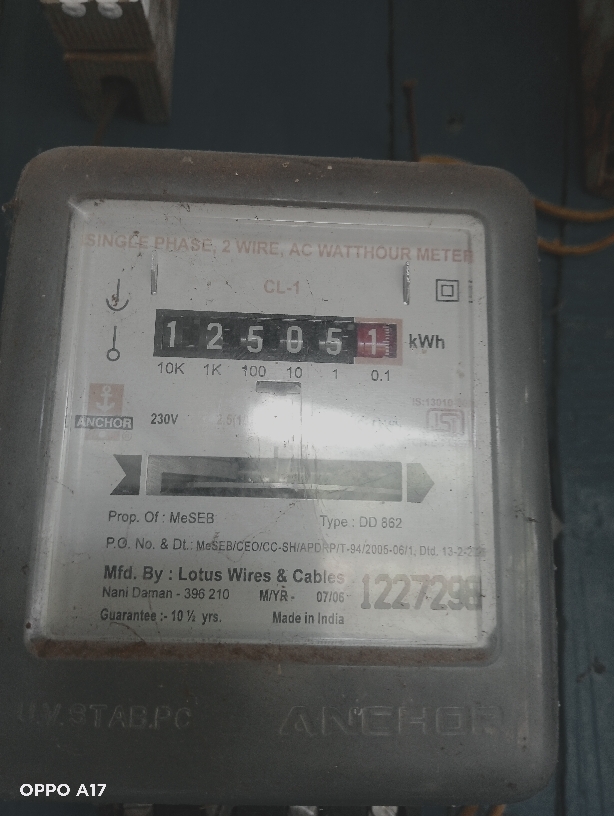 SINGLE PHASE, 2 WIRE, AC WATTHOUR METER
CL-1
1 2 5 0 5 1 kWh
10K 1K 100 10 1 0.1
ANCHOR
230V
Prop. Of : MeSEB Type : DD 862
P.O. No. & Dt.: MeSEB/CEO/CC-SH/APDRP/T-94/2005-06/1, Dtd. 13-2-
Mfd. By : Lotus Wires & Cables
Nani Daman - 396 210 M/YR - 07/06
1227298
Guarantee :- 10 ½ yrs. Made in India
U.V.STAB.PC ANCHOR
OPPO A17